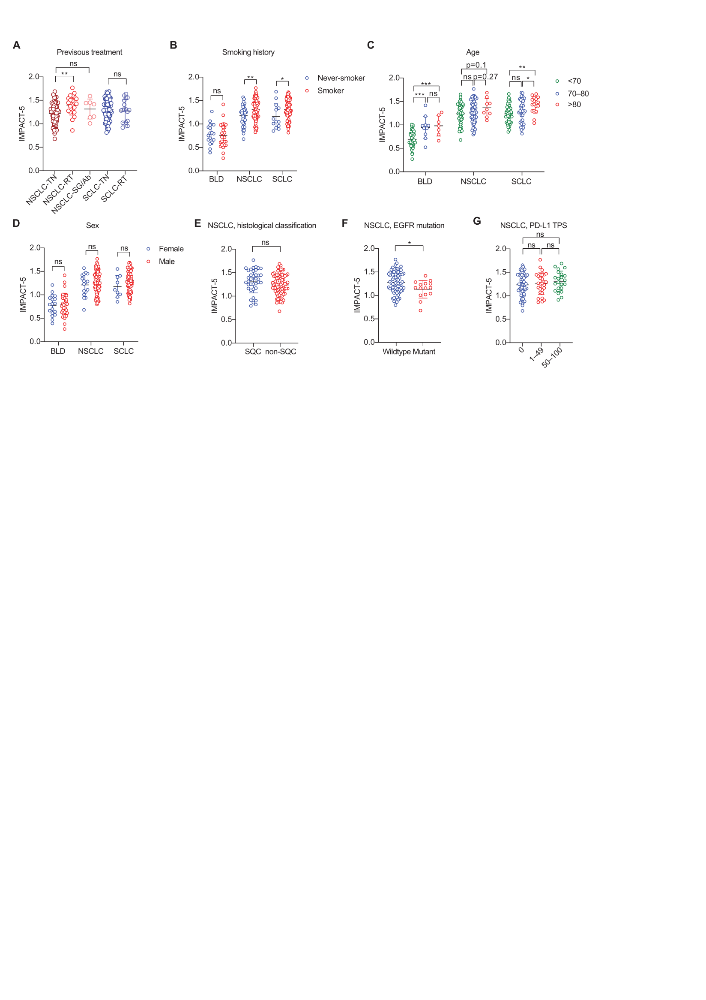 A
Previsous treatment
ns
**
ns
2.0
1.5
1.0
0.5
0.0
IMPACT-5
NSCLC-TN
NSCLC-RT
NSCLC-SG/Ab
SCLC-TN
SCLC-RT
B
Smoking history
ns
**
*
2.0
1.5
1.0
0.5
0.0
IMPACT-5
BLD
NSCLC
SCLC
Never-smoker
Smoker
C
Age
p=0.1
**
ns
p=0.27
ns
*
***
***
ns
2.0
1.5
1.0
0.5
0.0
IMPACT-5
BLD
NSCLC
SCLC
<70
70–80
>80
D
Sex
ns
ns
ns
2.0
1.5
1.0
0.5
0.0
IMPACT-5
BLD
NSCLC
SCLC
Female
Male
E
NSCLC, histological classification
ns
2.0
1.5
1.0
0.5
0.0
IMPACT-5
SQC
non-SQC
F
NSCLC, EGFR mutation
*
2.0
1.5
1.0
0.5
0.0
IMPACT-5
Wildtype
Mutant
G
NSCLC, PD-L1 TPS
ns
ns
ns
2.0
1.5
1.0
0.5
0.0
IMPACT-5
0
1–49
50–100